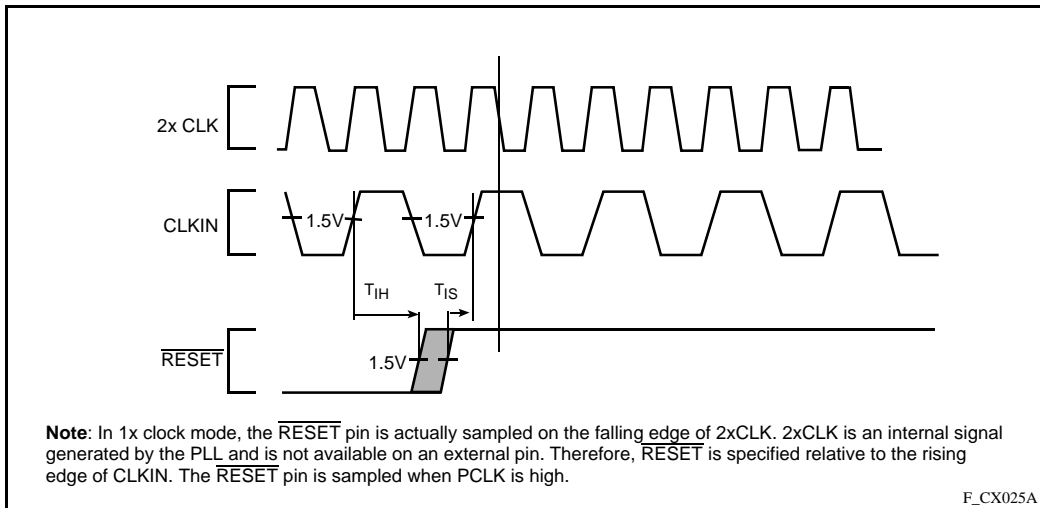 2x CLK
CLKIN
1.5V
1.5V
TIH
TIS
RESET
1.5V
Note: In 1x clock mode, the RESET pin is actually sampled on the falling edge of 2xCLK. 2xCLK is an internal signal
generated by the PLL and is not available on an external pin. Therefore, RESET is specified relative to the rising
edge of CLKIN. The RESET pin is sampled when PCLK is high.
F_CX025A